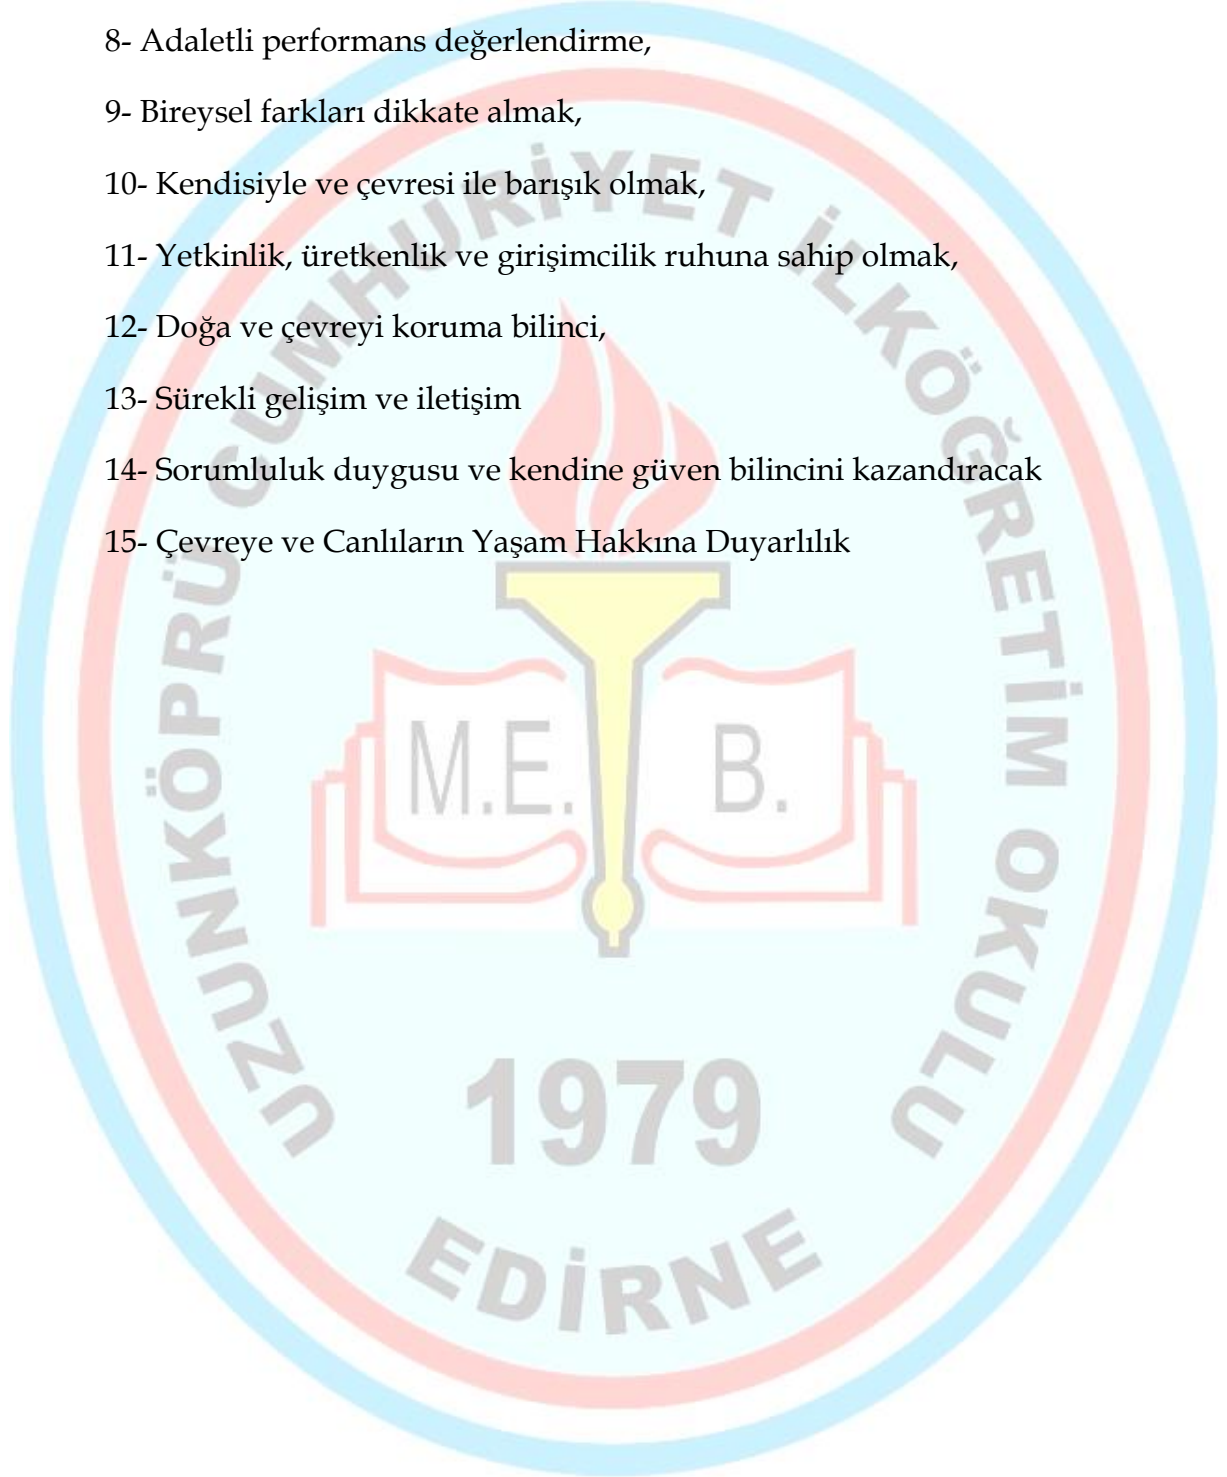 8- Adaletli performans değerlendirme,
9- Bireysel farkları dikkate almak,
10- Kendisiyle ve çevresi ile barışık olmak,
11- Yetkinlik, üretkenlik ve girişimcilik ruhuna sahip olmak,
12- Doğa ve çevreyi koruma bilinci,
13- Sürekli gelişim ve iletişim
14- Sorumluluk duygusu ve kendine güven bilincini kazandıracak
15- Çevreye ve Canlıların Yaşam Hakkına Duyarlılık
UZUNKÖPRÜ CUMHURİYET İLKÖĞRETİM OKULU
M.E. B.
1979
EDİRNE